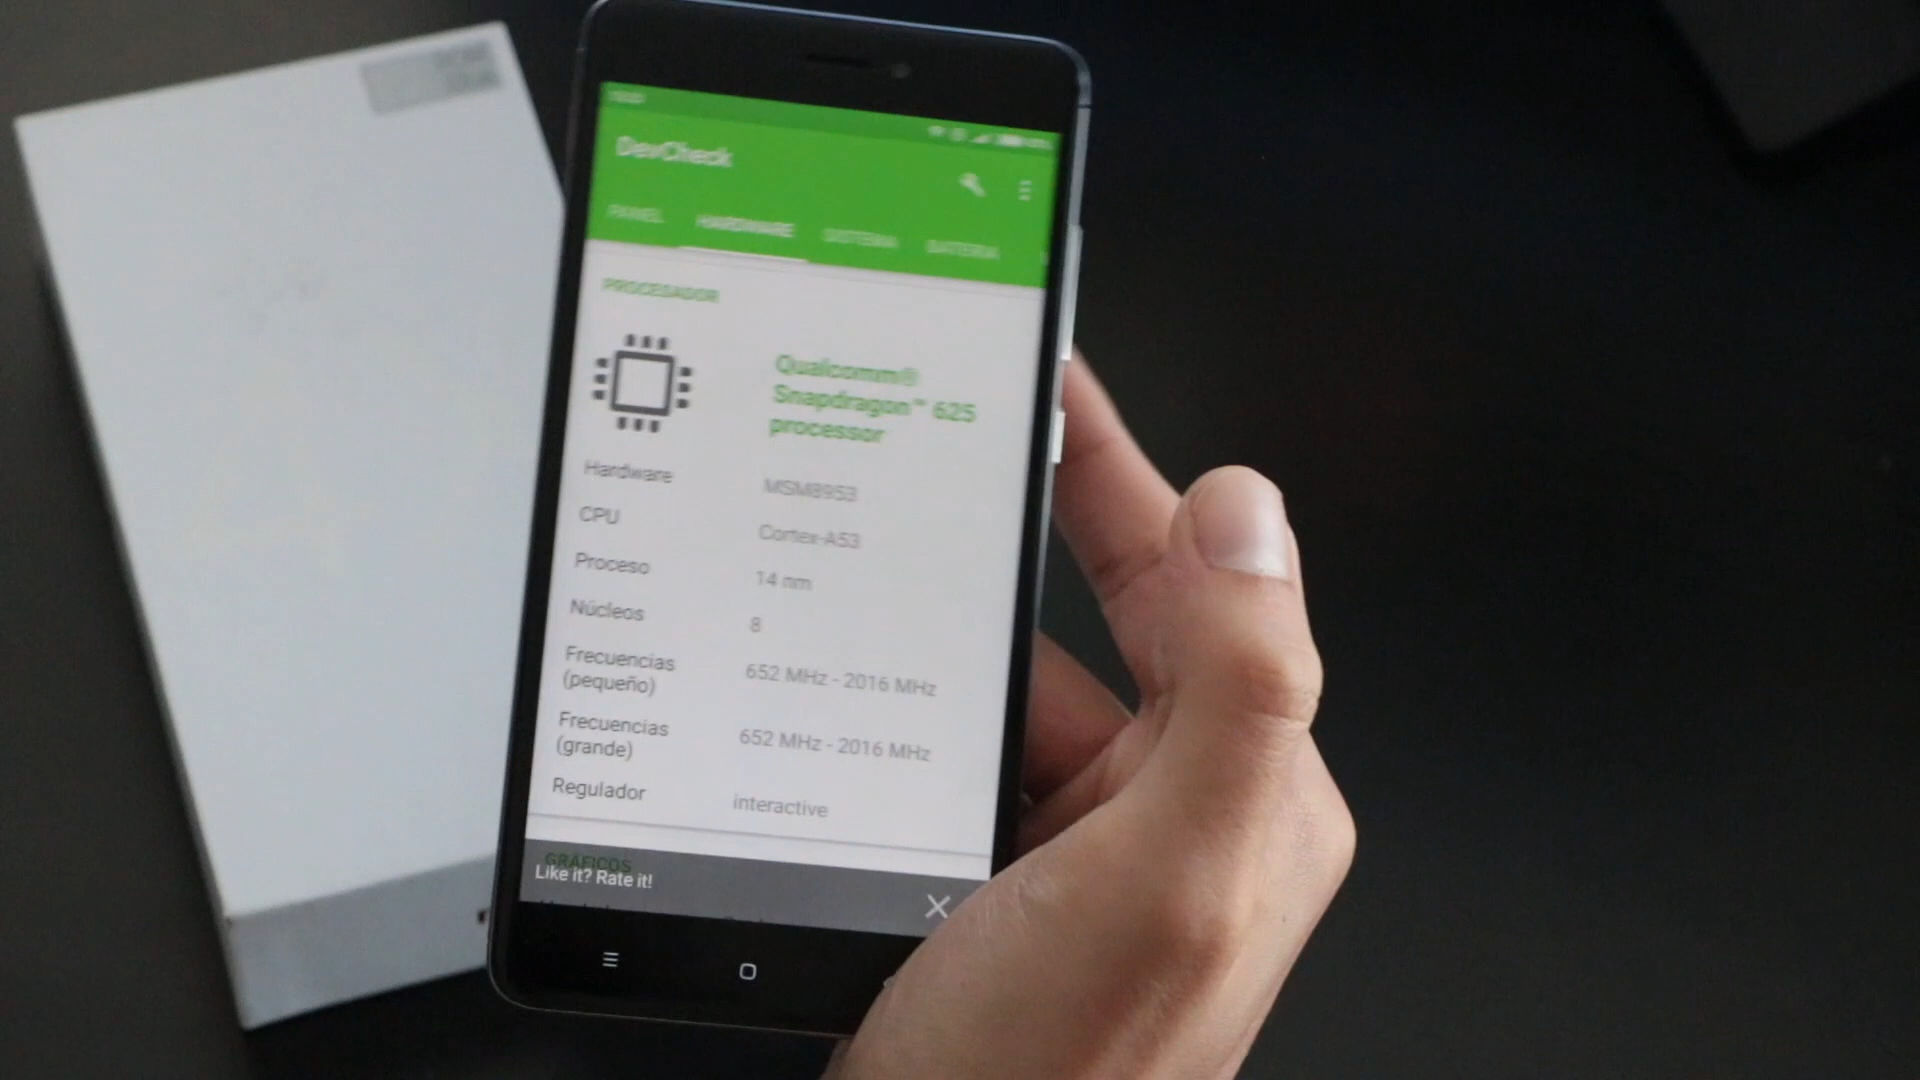 DevCheck
PANEL HARDWARE SISTEMA BATERÍA
PROCESADOR
Qualcomm®
Snapdragon™ 625
processor
Hardware MSM8953
CPU Cortex-A53
Proceso 14 nm
Núcleos 8
Frecuencias
(pequeño) 652 MHz - 2016 MHz
Frecuencias
(grande) 652 MHz - 2016 MHz
Regulador interactive
GRÁFICOS
Like it? Rate it!